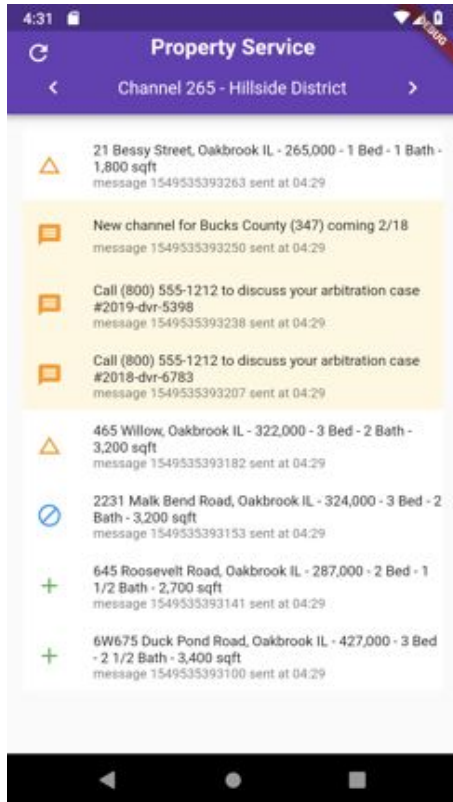 4:31
DEBUG
Property Service
Channel 265 - Hillside District
21 Bessy Street, Oakbrook IL - 265,000 - 1 Bed - 1 Bath -
1,800 sqft
message 1549535393263 sent at 04:29
New channel for Bucks County (347) coming 2/18
message 1549535393250 sent at 04:29
Call (800) 555-1212 to discuss your arbitration case
#2019-dvr-5398
message 1549535393238 sent at 04:29
Call (800) 555-1212 to discuss your arbitration case
#2018-dvr-6783
message 1549535393207 sent at 04:29
465 Willow, Oakbrook IL - 322,000 - 3 Bed - 2 Bath -
3,200 sqft
message 1549535393182 sent at 04:29
2231 Malk Bend Road, Oakbrook IL - 324,000 - 3 Bed - 2
Bath - 3,200 sqft
message 1549535393153 sent at 04:29
645 Roosevelt Road, Oakbrook IL - 287,000 - 2 Bed - 1
1/2 Bath - 2,700 sqft
message 1549535393141 sent at 04:29
6W675 Duck Pond Road, Oakbrook IL - 427,000 - 3 Bed
- 2 1/2 Bath - 3,400 sqft
message 1549535393100 sent at 04:29